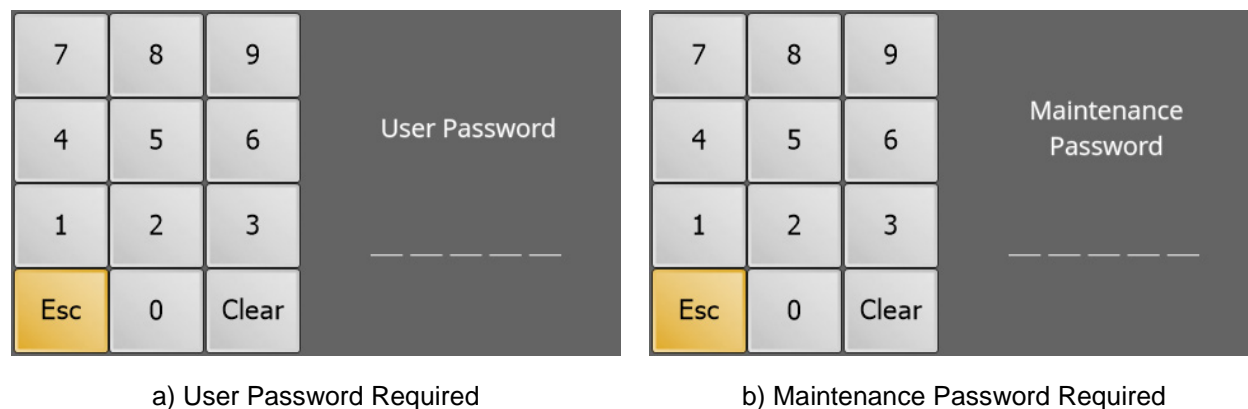 7 8 9
4 5 6
1 2 3
Esc 0 Clear
User Password
7 8 9
4 5 6
1 2 3
Esc 0 Clear
Maintenance
Password
a) User Password Required
b) Maintenance Password Required